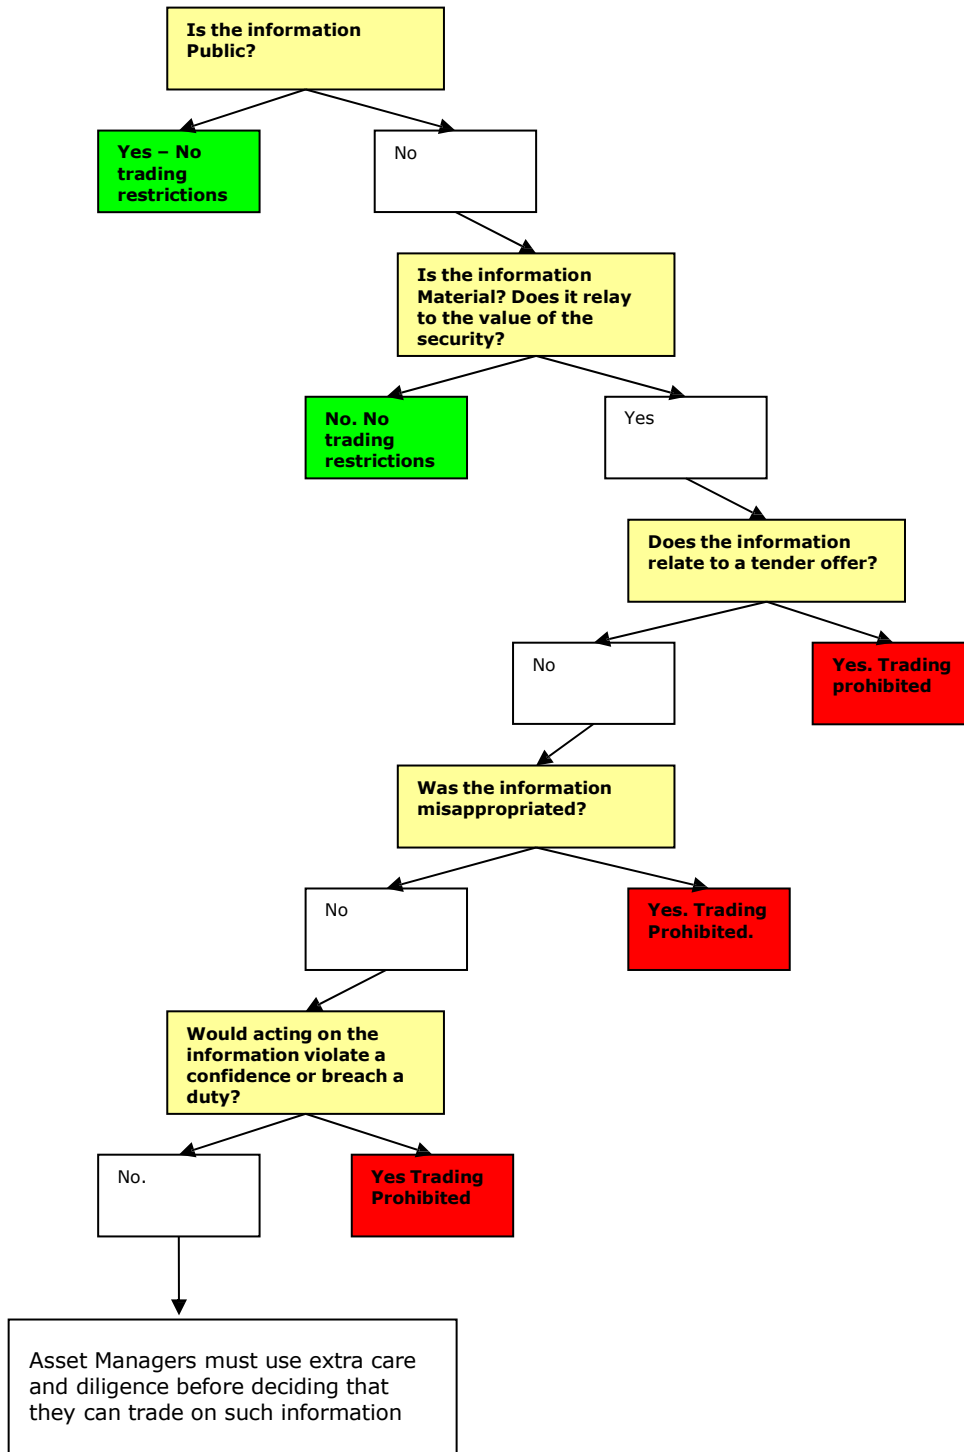 Is the information
Public?
Yes – No
trading
restrictions
No
Is the information
Material? Does it relay
to the value of the
security?
No. No
trading
restrictions
Yes
Does the information
relate to a tender offer?
No
Yes. Trading
prohibited
Was the information
misappropriated?
No
Yes. Trading
Prohibited.
Would acting on the
information violate a
confidence or breach a
duty?
No.
Yes Trading
Prohibited
Asset Managers must use extra care
and diligence before deciding that
they can trade on such information